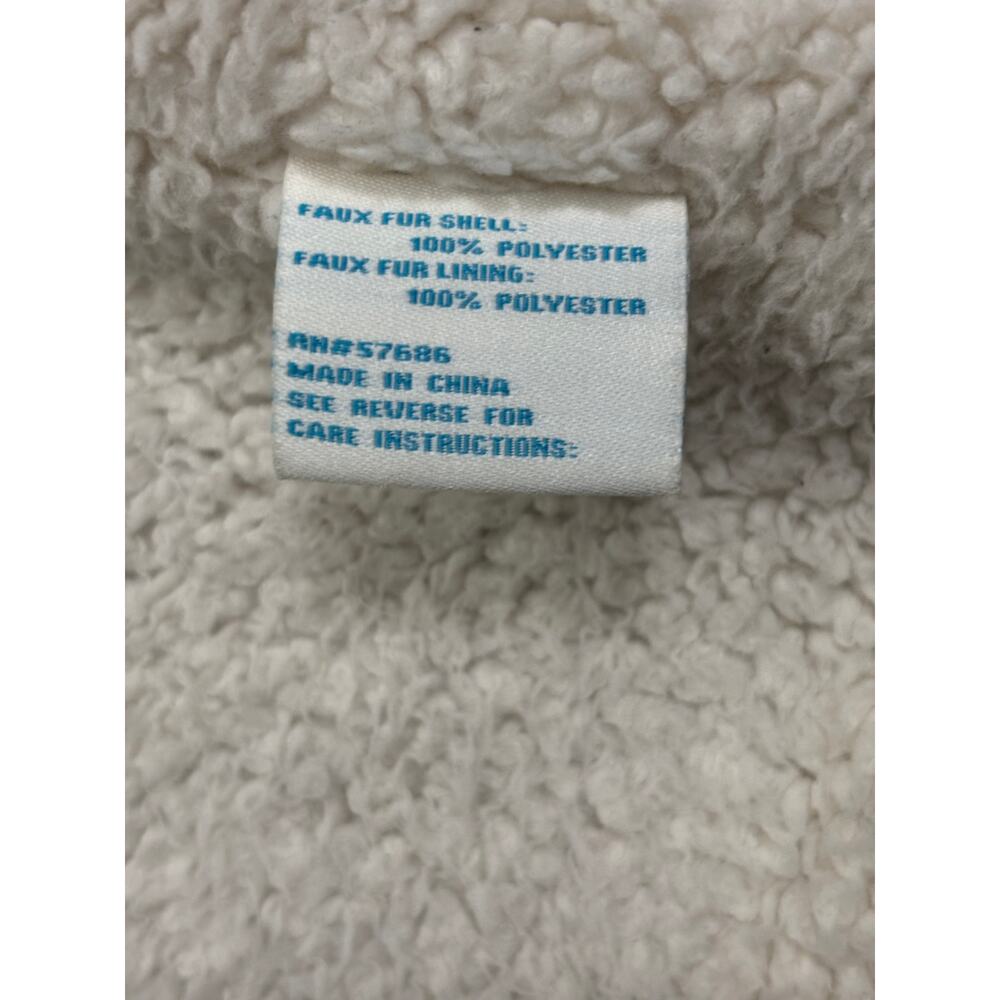 FAUX FUR SHELL:
100% POLYESTER
FAUX FUR LINING:
100% POLYESTER
RN#57686
MADE IN CHINA
SEE REVERSE FOR
CARE INSTRUCTIONS: